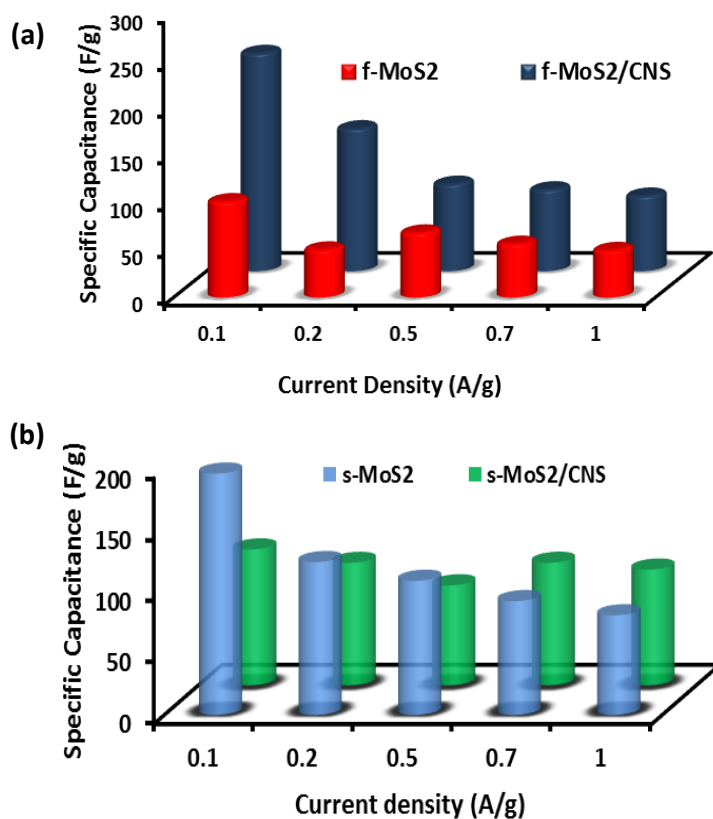 (a)
Specific Capacitance (F/g)
300
250
200
150
100
50
0
f-MoS2 f-MoS2/CNS
0.1 0.2 0.5 0.7 1
Current Density (A/g)
(b)
Specific Capacitance (F/g)
200
150
100
50
0
s-MoS2 s-MoS2/CNS
0.1 0.2 0.5 0.7 1
Current density (A/g)